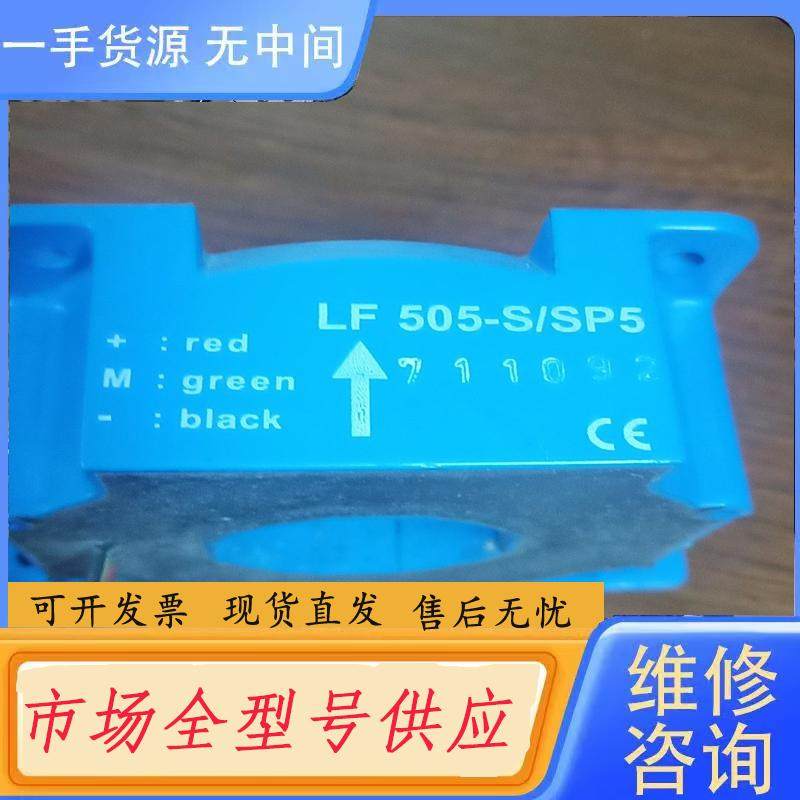 一手货源 无中间
LF 505-S/SP5
+ : red
711092
M : green
- : black
CE
可开发票 现货直发 售后无忧
市场全型号供应
维修
咨询